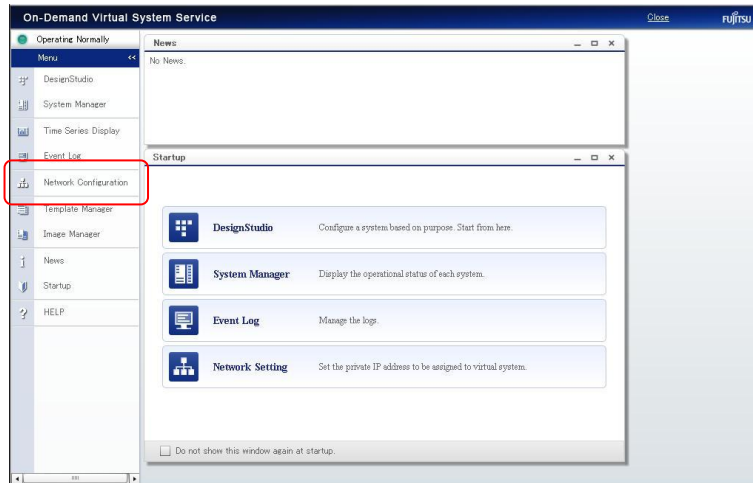 On-Demand Virtual System Service
Close
FUJITSU
Operating Normally
Menu <<
DesignStudio
System Manager
Time Series Display
Event Log
Network Configuration
Template Manager
Image Manager
News
Startup
HELP
News
No News.
Startup
DesignStudio Configure a system based on purpose. Start from here.
System Manager Display the operational status of each system.
Event Log Manage the logs.
Network Setting Set the private IP address to be assigned to virtual system.
Do not show this window again at startup.